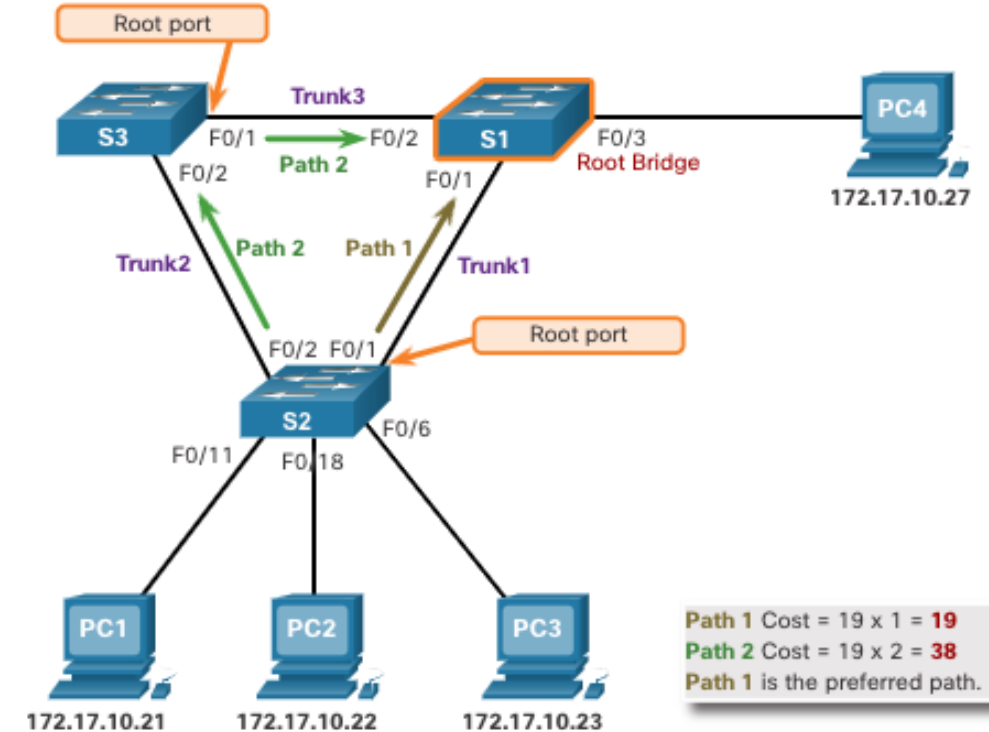 Root port
Trunk3
S3
F0/1
F0/2
S1
F0/3
PC4
Path 2
Root Bridge
F0/2
F0/1
172.17.10.27
Path 2
Path 1
Trunk2
Trunk1
Root port
F0/2
F0/1
S2
F0/6
F0/11
F0/18
PC1
PC2
PC3
172.17.10.21
172.17.10.22
172.17.10.23
Path 1 Cost = 19 x 1 = 19
Path 2 Cost = 19 x 2 = 38
Path 1 is the preferred path.